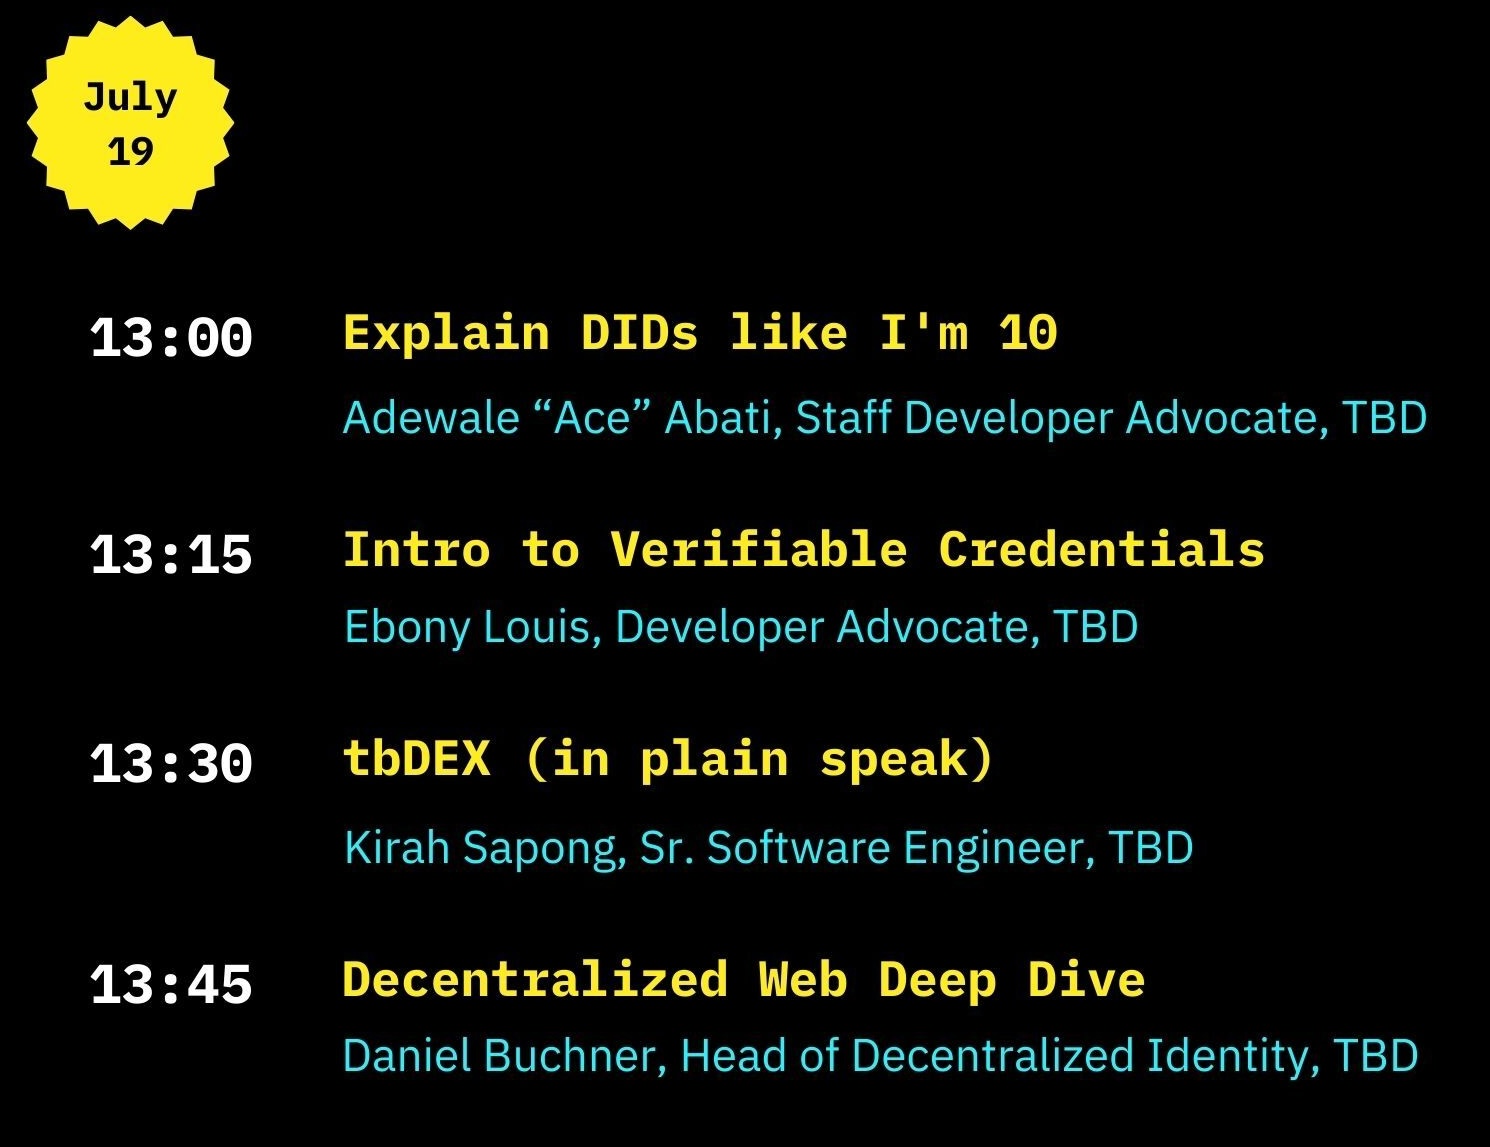 July
19
13:00
Explain DIDs like I'm 10
Adewale “Ace” Abati, Staff Developer Advocate, TBD
13:15
Intro to Verifiable Credentials
Ebony Louis, Developer Advocate, TBD
13:30
tbDEX (in plain speak)
Kirah Sapong, Sr. Software Engineer, TBD
13:45
Decentralized Web Deep Dive
Daniel Buchner, Head of Decentralized Identity, TBD